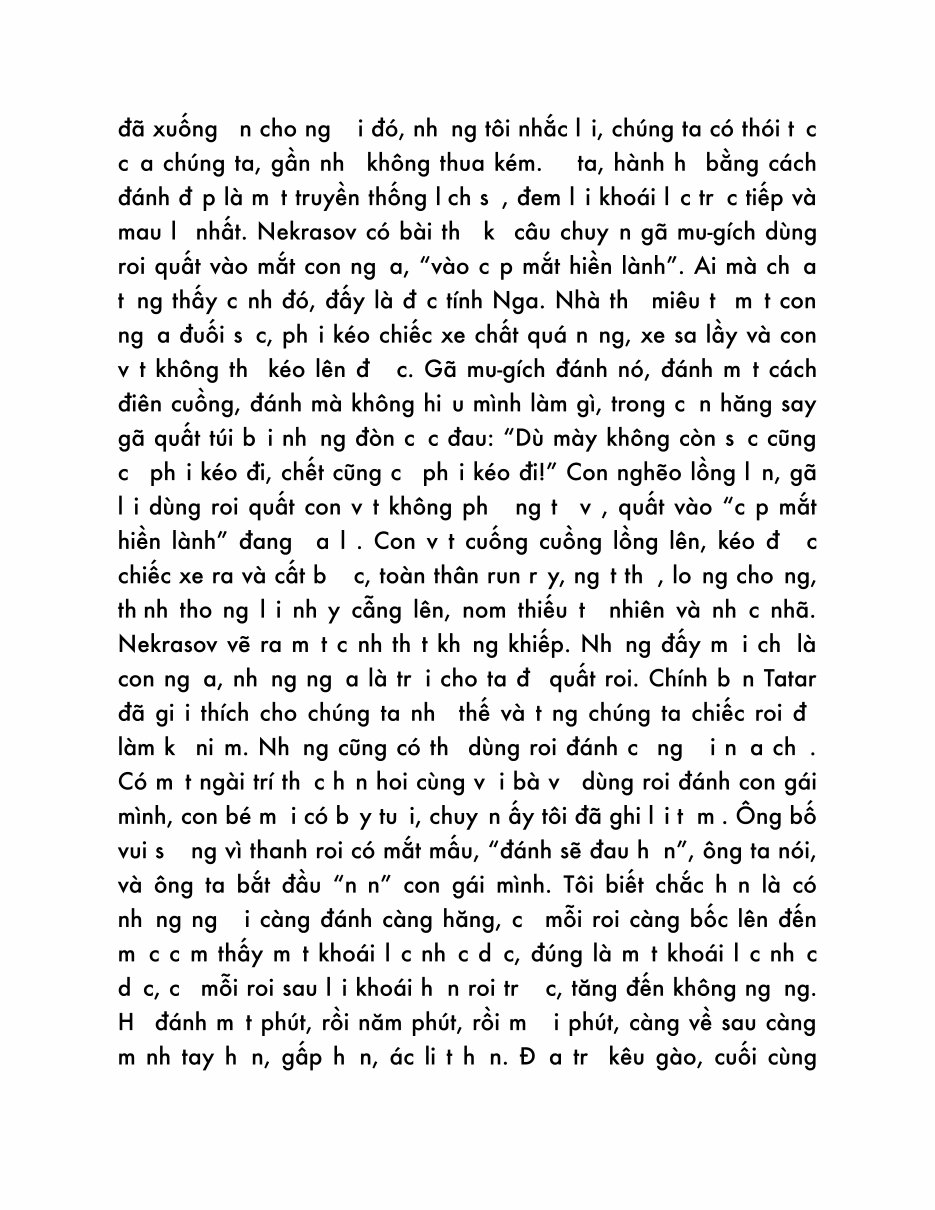 đã xuống   n cho ng   i đó, nh  ng tôi nhắc l  i, chúng ta có thói t  c
c  a chúng ta, gần nh   không thua kém.     ta, hành h   bằng cách
đánh đ  p là m  t truyền thống l  ch s  , đem l  i khoái l  c tr  c tiếp và
mau l   nhất. Nekrasov có bài th   k   câu chuy  n gã mu-gích dùng
roi quất vào mắt con ng  a, “vào c  p mắt hiền lành”. Ai mà ch  a
t  ng thấy c  nh đó, đấy là đ  c tính Nga. Nhà th   miêu t   m  t con
ng  a đuối s  c, ph  i kéo chiếc xe chất quá n  ng, xe sa lầy và con
v  t không th   kéo lên đ   c. Gã mu-gích đánh nó, đánh m  t cách
điên cuồng, đánh mà không hi  u mình làm gì, trong c  n hăng say
gã quất túi b  i nh  ng đòn c  c đau: “Dù mày không còn s  c cũng
c   ph  i kéo đi, chết cũng c   ph  i kéo đi!” Con nghẽo lồng l  n, gã
l  i dùng roi quất con v  t không ph   ng t   v  , quất vào “c  p mắt
hiền lành” đang   a l  . Con v  t cuống cuồng lồng lên, kéo đ   c
chiếc xe ra và cất b   c, toàn thân run r  y, ng  t th  , lo  ng cho  ng,
th  nh tho  ng l  i nh  y cẫng lên, nom thiếu t   nhiên và nh  c nhã.
Nekrasov vẽ ra m  t c  nh th  t kh  ng khiếp. Nh  ng đấy m  i ch   là
con ng  a, nh  ng ng  a là tr  i cho ta đ   quất roi. Chính b  n Tatar
đã gi  i thích cho chúng ta nh   thế và t  ng chúng ta chiếc roi đ
làm k   ni  m. Nh  ng cũng có th   dùng roi đánh c   ng   i n  a ch  .
Có m  t ngài trí th  c h  n hoi cùng v  i bà v   dùng roi đánh con gái
mình, con bé m  i có b  y tu  i, chuy  n ấy tôi đã ghi l  i t  m  . Ông bố
vui s   ng vì thanh roi có mắt mấu, “đánh sẽ đau h  n”, ông ta nói,
và ông ta bắt đầu “n  n” con gái mình. Tôi biết chắc h  n là có
nh  ng ng   i càng đánh càng hăng, c   mỗi roi càng bốc lên đến
m  c c  m thấy m  t khoái l  c nh  c d  c, đúng là m  t khoái l  c nh  c
d  c, c   mỗi roi sau l  i khoái h  n roi tr   c, tăng đến không ng  ng.
H   đánh m  t phút, rồi năm phút, rồi m   i phút, càng về sau càng
m  nh tay h  n, gấp h  n, ác li  t h  n. Đ  a tr   kêu gào, cuối cùng